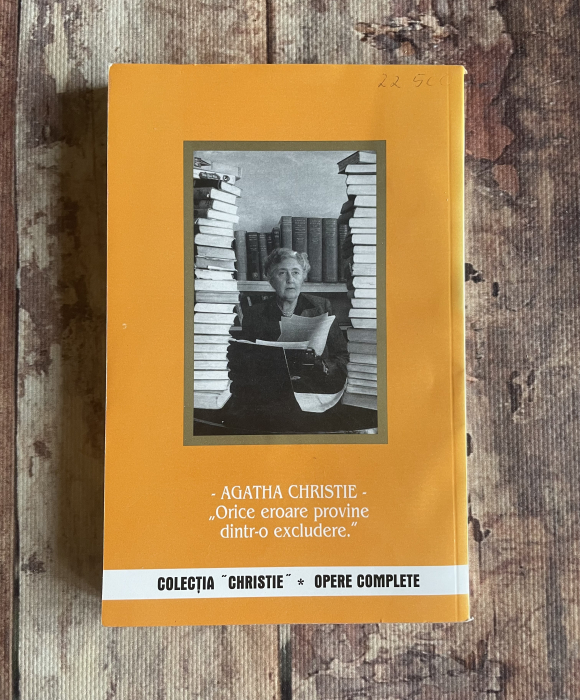 - AGATHA CHRISTIE -
„Orice eroare provine
dintr-o excludere.”
COLECȚIA ˝CHRISTIE˝ * OPERE COMPLETE